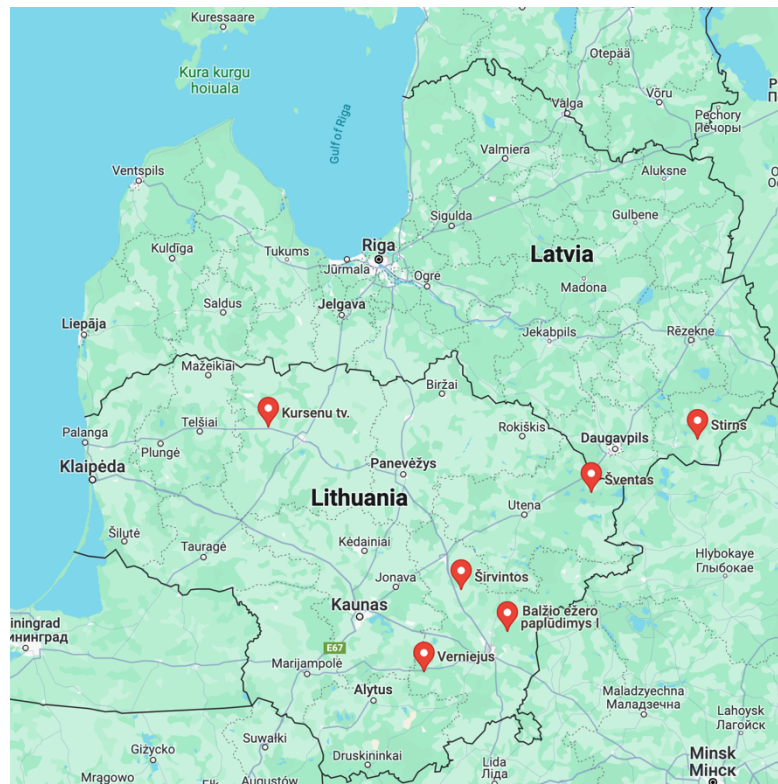 Kuressaare
Kura kurgu
hoiuala
Otepää
Võru
Valga
Pechory
Печоры
Gulf of Riga
Valmiera
Aluksne
Ventspils
Sigulda
Gulbene
Kuldīga
Tukums
Riga
Jūrmala
Ogre
Latvia
Madona
Saldus
Jelgava
Liepāja
Jekabpils
Rēzekne
Mažeikiai
Biržai
Kursenu tv.
Telšiai
Palanga
Plungė
Rokiškis
Daugavpils
Stirns
Klaipėda
Panevėžys
Šventas
Lithuania
Utena
Šilutė
Kėdainiai
Tauragė
Hlybokaye
Глыбокае
Širvintos
Jonava
Kaunas
Balžio ežero
paplūdimys I
iningrad
ининград
E67
Verniejus
Marijampolė
Alytus
Maladzyechna
Маладзечна
Lahoysk
Лагойск
Suwałki
Giżycko
Druskininkai
Lida
Ліда
Minsk
Мінск
Mrągowo
Augustów